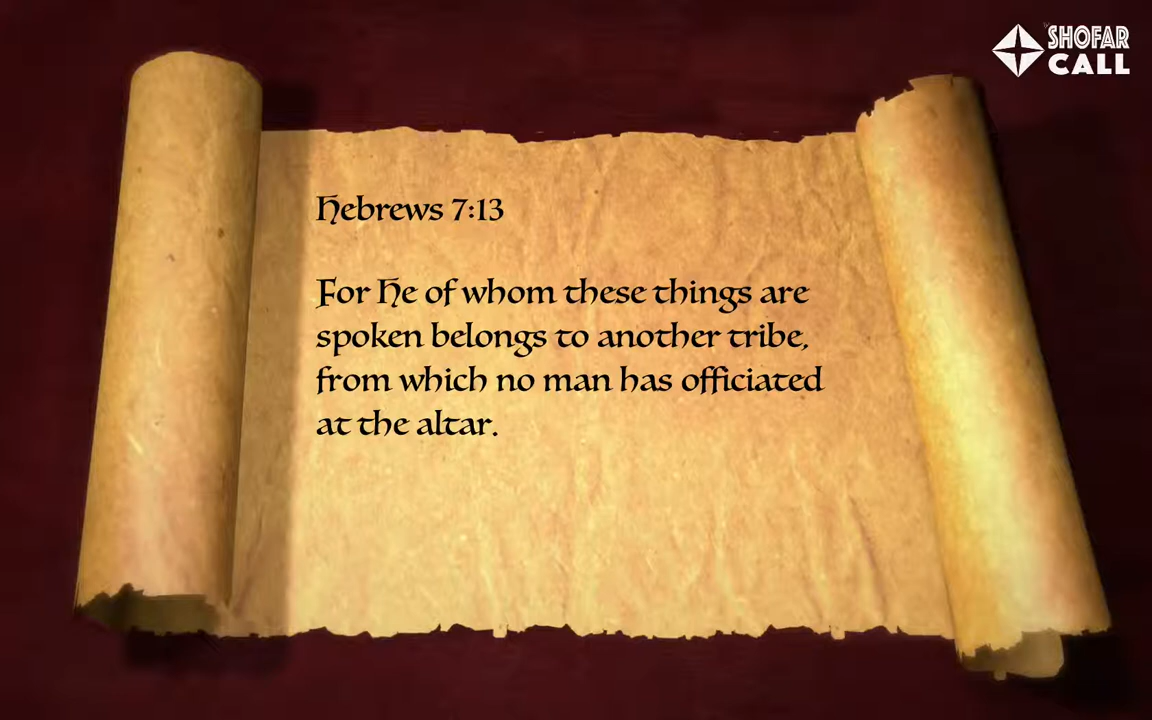 SHOFAR
CALL
Hebrews 7:13
For He of whom these things are
spoken belongs to another tribe,
from which no man has officiated
at the altar.